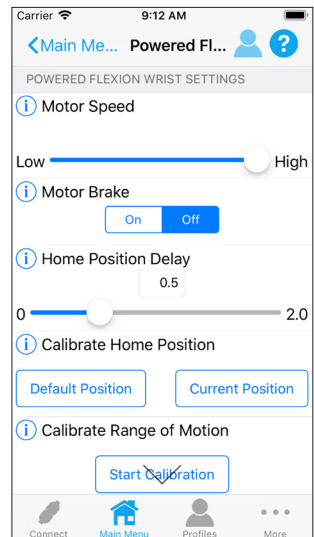 Carrier 9:12 AM
Main Me... Powered Fl... ?
POWERED FLEXION WRIST SETTINGS
i Motor Speed
Low High
i Motor Brake
On Off
i Home Position Delay
0.5
0 2.0
i Calibrate Home Position
Default Position Current Position
i Calibrate Range of Motion
Start Calibration
Connect Main Menu Profiles More